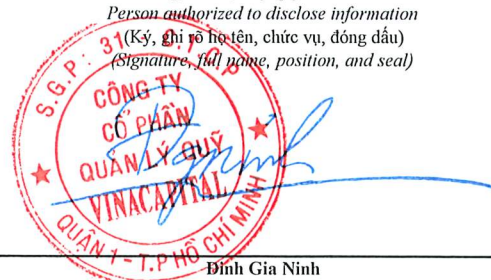 Person authorized to disclose information
(Ký, ghi rõ họ tên, chức vụ, đóng dấu)
(Signature, full name, position, and seal)
S.G.P: 31
CÔNG TY
CỔ PHẦN
QUẢN LÝ QUỸ
VINACAPITAL
QUẬN 1 - T.P HỒ CHÍ MINH
Đinh Gia Ninh